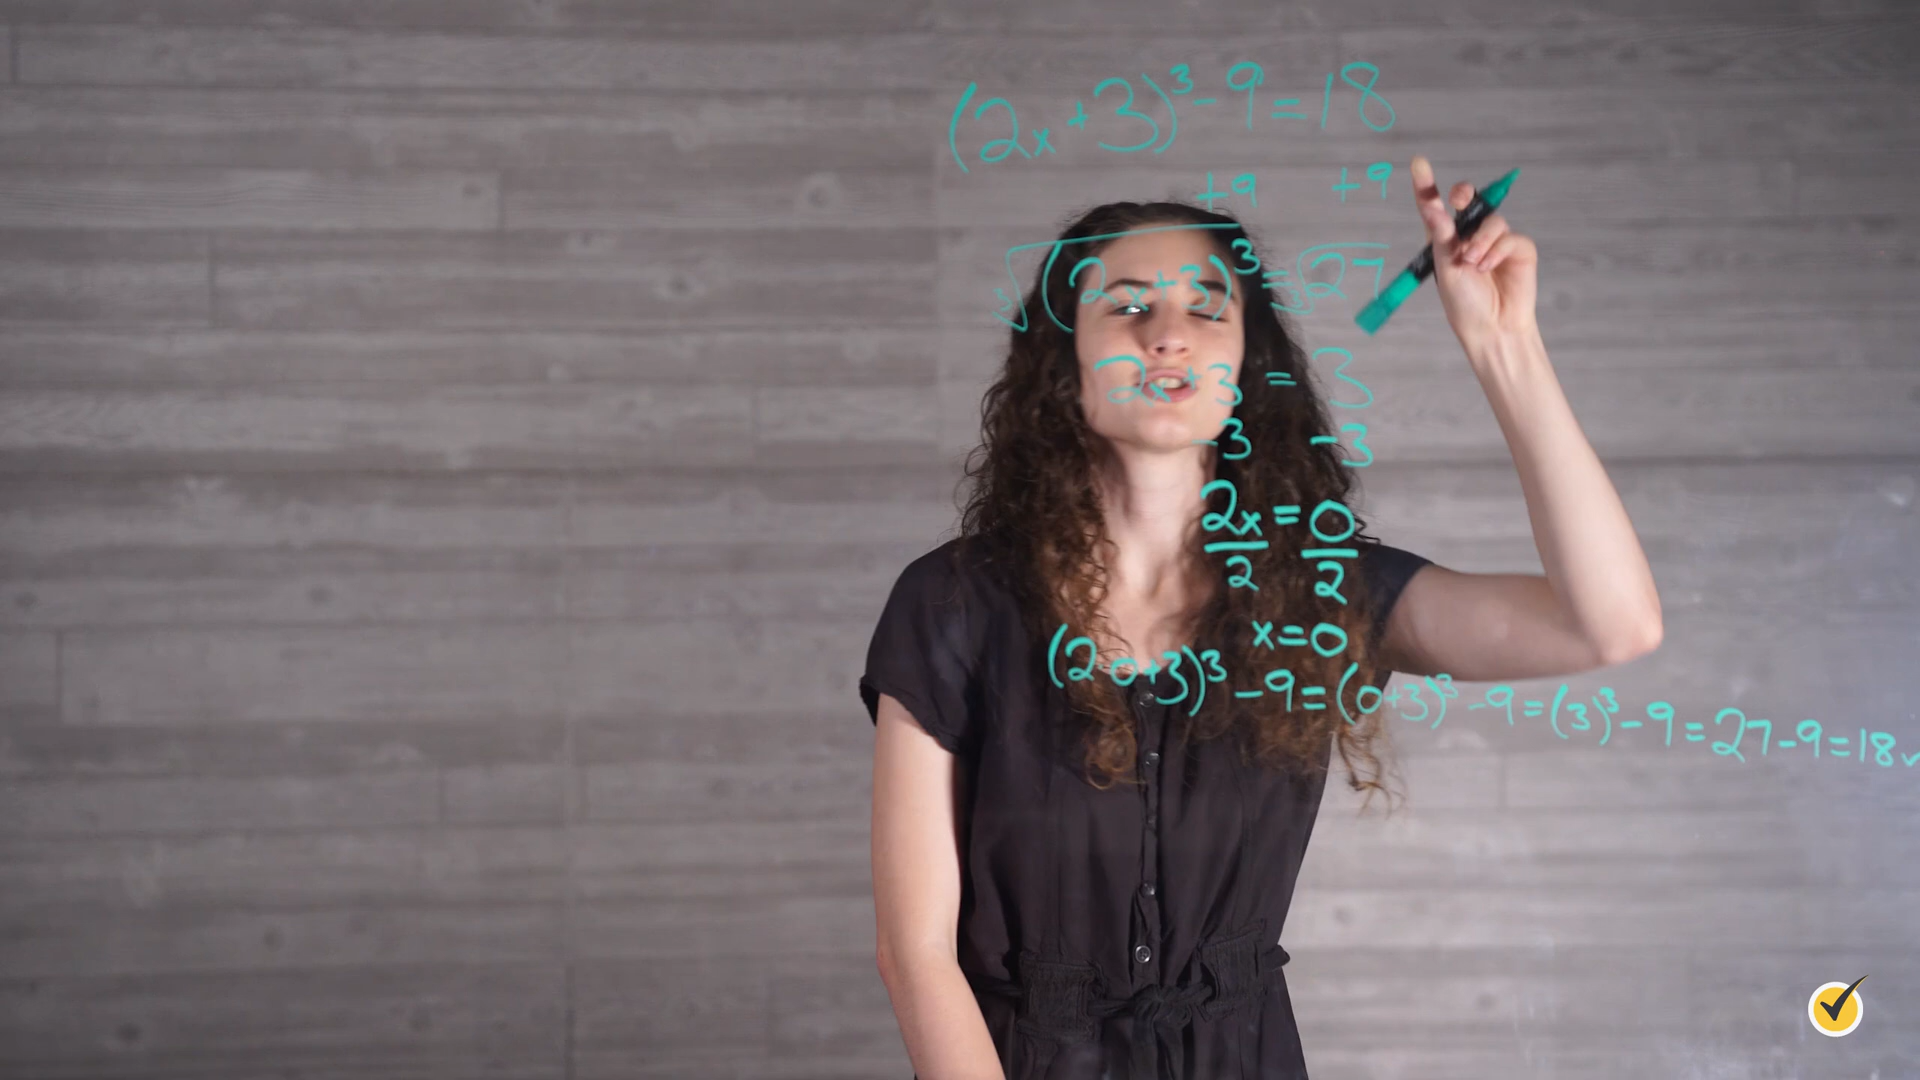 (2x+3)³-9=18
+9 +9
∛(2x+3)³=∛27
2x+3=3
-3 -3
2x=0
2 2
x=0
(2·0+3)³-9=(0+3)³-9=(3)³-9=27-9=18✓